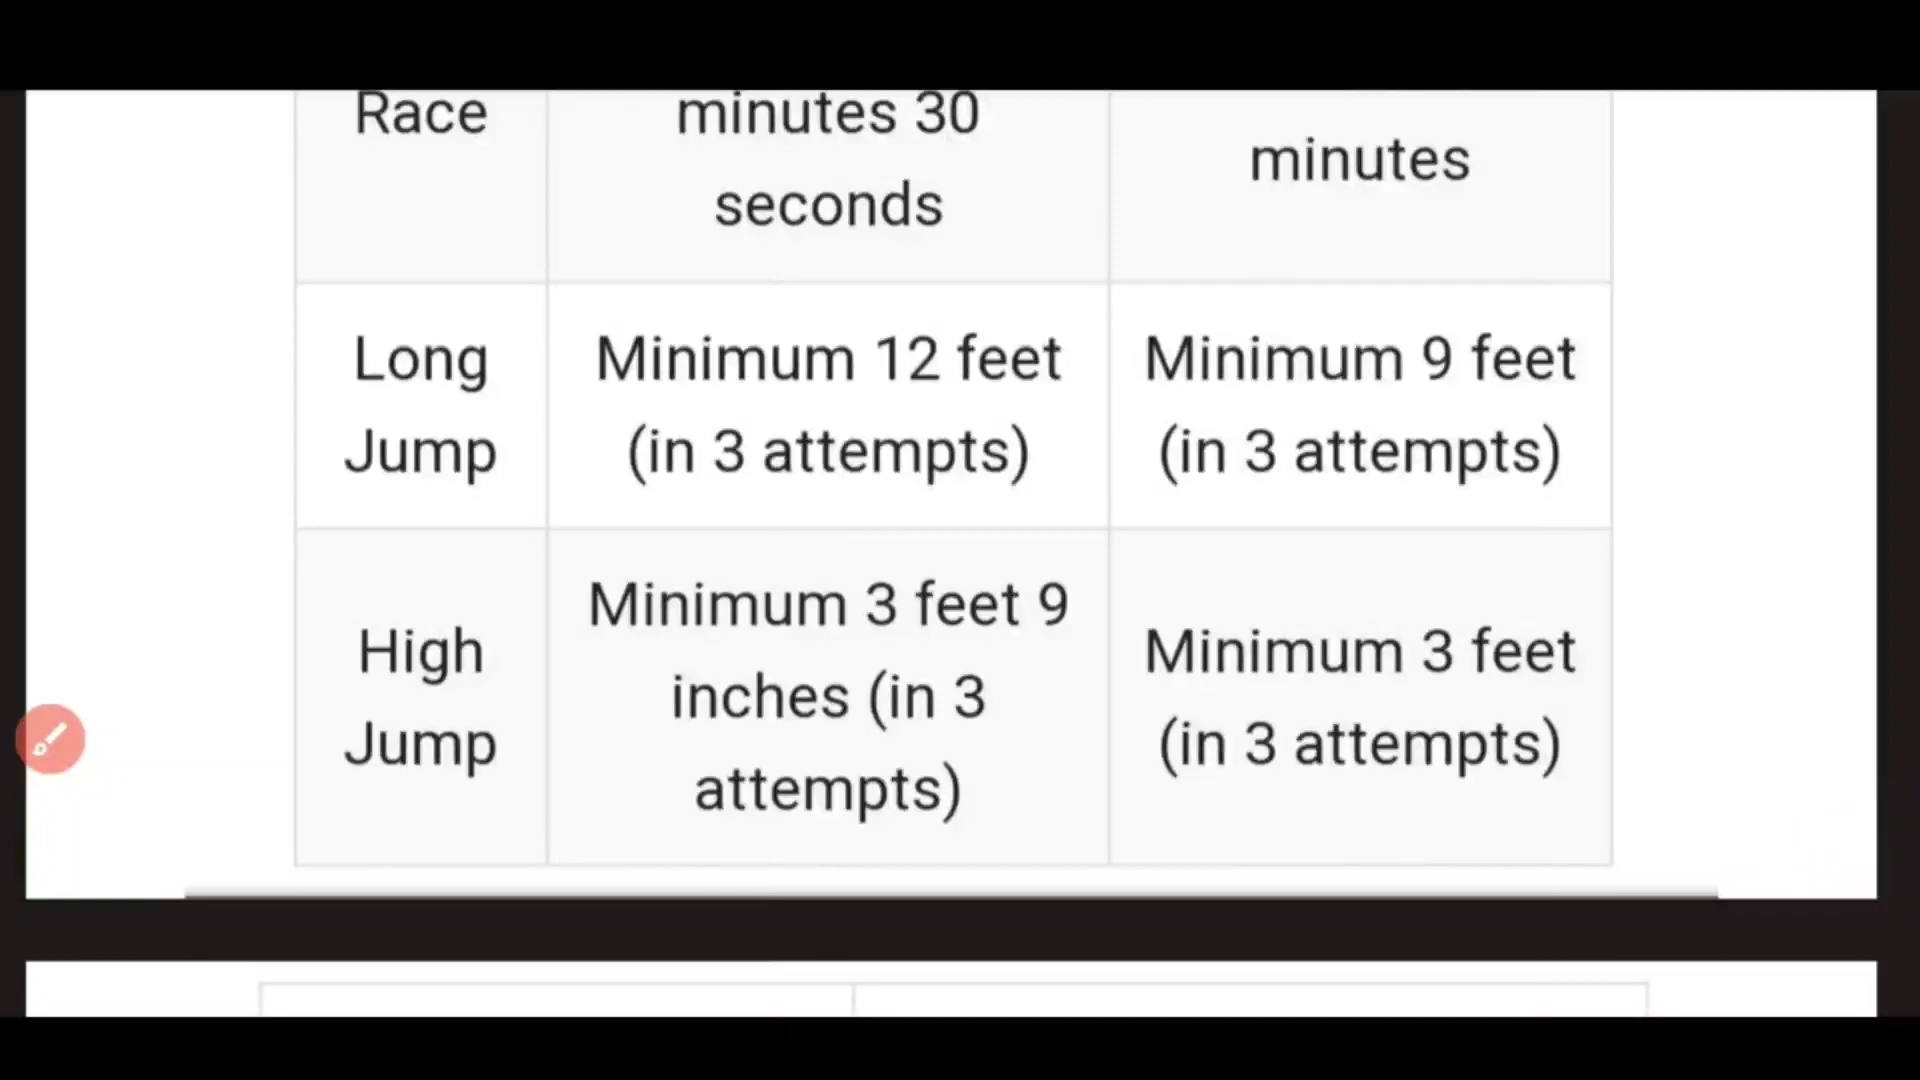 Race
minutes 30
seconds
minutes
Long
Jump
Minimum 12 feet
(in 3 attempts)
Minimum 9 feet
(in 3 attempts)
High
Jump
Minimum 3 feet 9
inches (in 3
attempts)
Minimum 3 feet
(in 3 attempts)